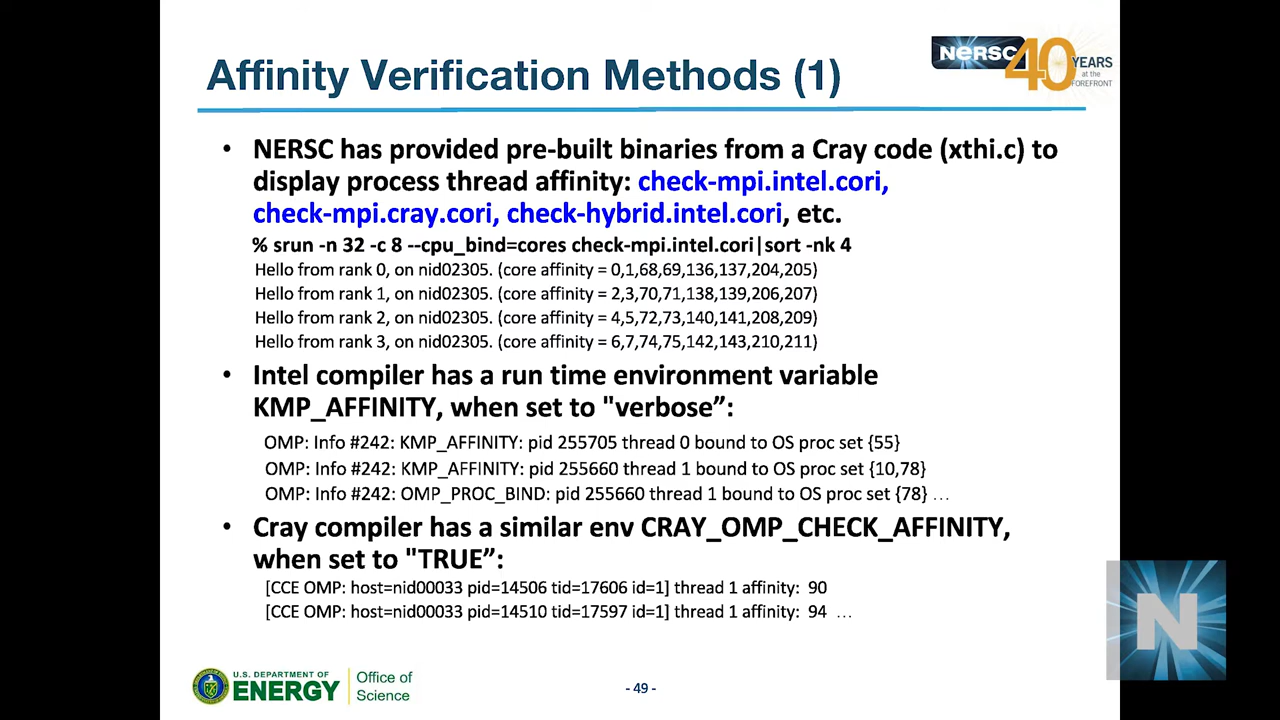 NERSC 40 YEARS
at the
FOREFRONT
Affinity Verification Methods (1)
• NERSC has provided pre-built binaries from a Cray code (xthi.c) to
display process thread affinity: check-mpi.intel.cori,
check-mpi.cray.cori, check-hybrid.intel.cori, etc.
% srun -n 32 -c 8 --cpu_bind=cores check-mpi.intel.cori|sort -nk 4
Hello from rank 0, on nid02305. (core affinity = 0,1,68,69,136,137,204,205)
Hello from rank 1, on nid02305. (core affinity = 2,3,70,71,138,139,206,207)
Hello from rank 2, on nid02305. (core affinity = 4,5,72,73,140,141,208,209)
Hello from rank 3, on nid02305. (core affinity = 6,7,74,75,142,143,210,211)
• Intel compiler has a run time environment variable
KMP_AFFINITY, when set to "verbose”:
OMP: Info #242: KMP_AFFINITY: pid 255705 thread 0 bound to OS proc set {55}
OMP: Info #242: KMP_AFFINITY: pid 255660 thread 1 bound to OS proc set {10,78}
OMP: Info #242: OMP_PROC_BIND: pid 255660 thread 1 bound to OS proc set {78} …
• Cray compiler has a similar env CRAY_OMP_CHECK_AFFINITY,
when set to "TRUE”:
[CCE OMP: host=nid00033 pid=14506 tid=17606 id=1] thread 1 affinity: 90
[CCE OMP: host=nid00033 pid=14510 tid=17597 id=1] thread 1 affinity: 94 …
N
U.S. DEPARTMENT OF
ENERGY
Office of
Science
- 49 -